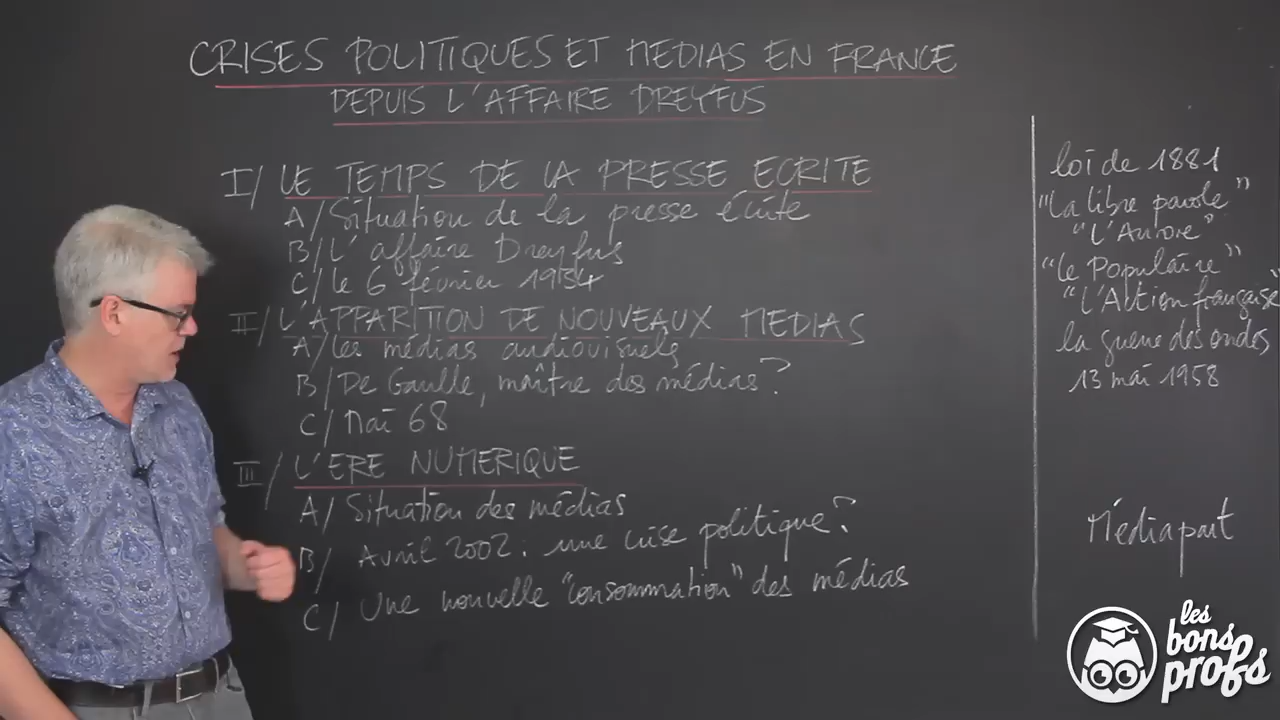 CRISES POLITIQUES ET MEDIAS EN FRANCE
DEPUIS L'AFFAIRE DREYFUS
I/ LE TEMPS DE LA PRESSE ECRITE
A/ Situation de la presse écrite
B/ L'affaire Dreyfus
C/ le 6 février 1934
II/ L'APPARITION DE NOUVEAUX MEDIAS
A/ les médias audiovisuels
B/ De Gaulle, maître des médias?
C/ Mai 68
III/ L'ERE NUMERIQUE
A/ Situation des médias
B/ Avril 2002 : une crise politique?
C/ Une nouvelle "consommation" des médias
loi de 1881
"La libre parole"
"L'Aurore"
"Le Populaire"
"L'Action française"
la guerre des ondes
13 mai 1958
Médiapart
les
bons
profs